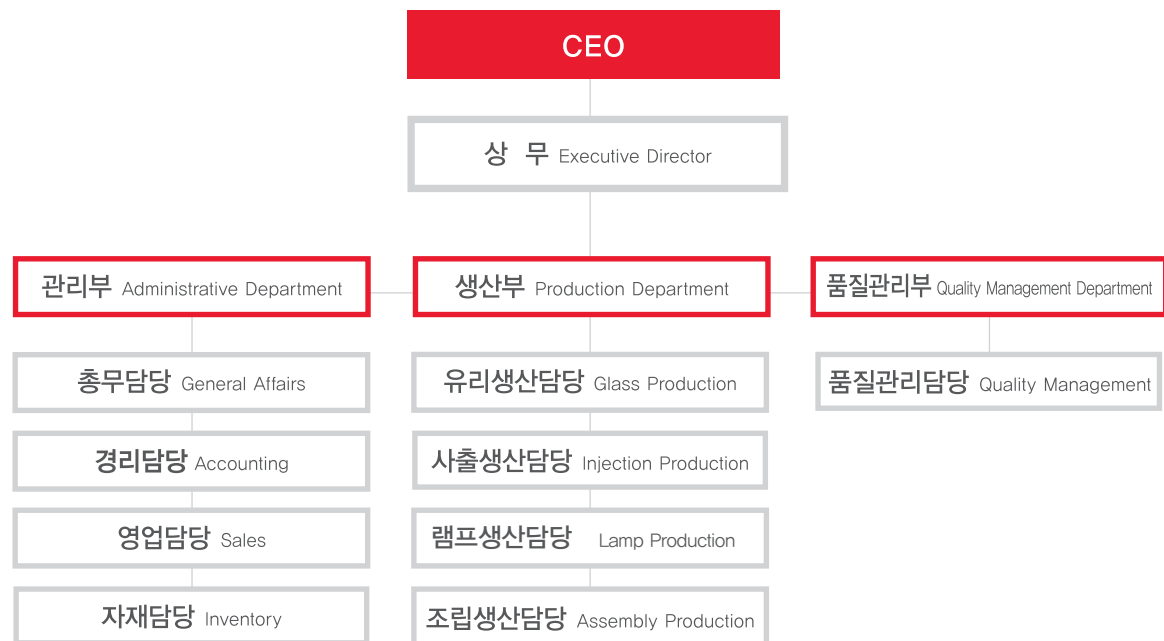 CEO
상 무 Executive Director
관리부 Administrative Department
생산부 Production Department
품질관리부 Quality Management Department
총무담당 General Affairs
유리생산담당 Glass Production
품질관리담당 Quality Management
경리담당 Accounting
사출생산담당 Injection Production
영업담당 Sales
램프생산담당 Lamp Production
자재담당 Inventory
조립생산담당 Assembly Production